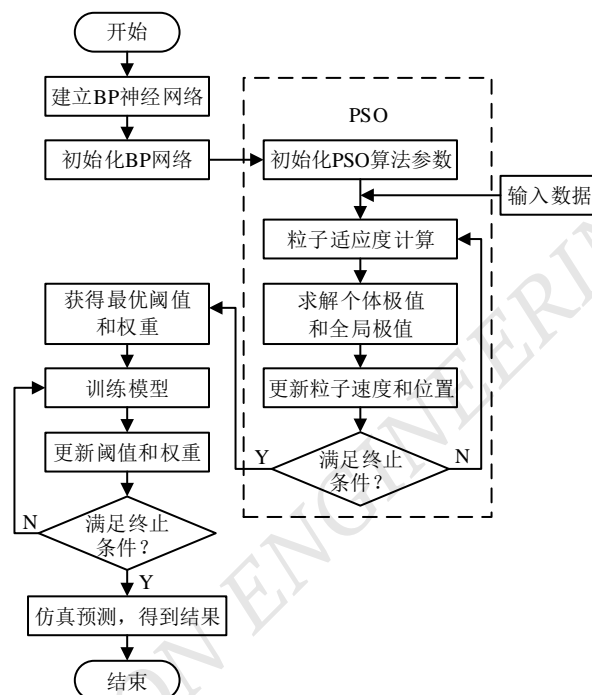 开始
建立BP神经网络
初始化BP网络
PSO
初始化PSO算法参数
输入数据
粒子适应度计算
求解个体极值
和全局极值
更新粒子速度和位置
满足终止
条件？
Y
N
获得最优阈值
和权重
训练模型
更新阈值和权重
满足终止
条件？
N
Y
仿真预测，得到结果
结束
ON ENGINEERIN